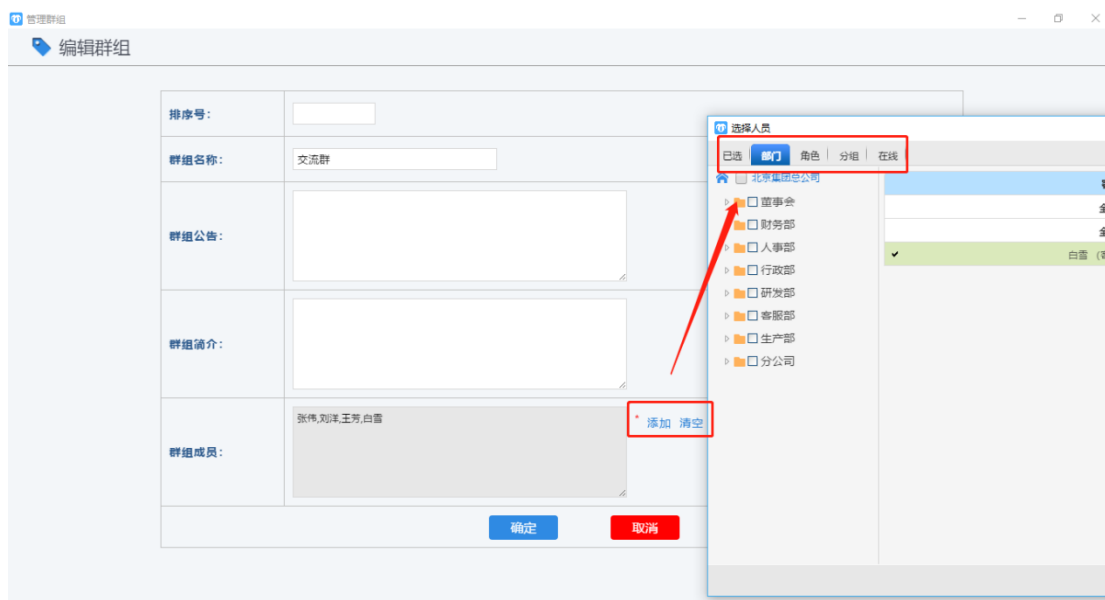 管理群组
编辑群组
排序号：
群组名称：
交流群
群组公告：
群组简介：
群组成员：
张伟,刘洋,王芳,白雪
* 添加 清空
确定
取消
选择人员
已选 部门 角色 分组 在线
北京集团总公司
董事会
财务部
人事部
行政部
研发部
客服部
生产部
分公司
白雪